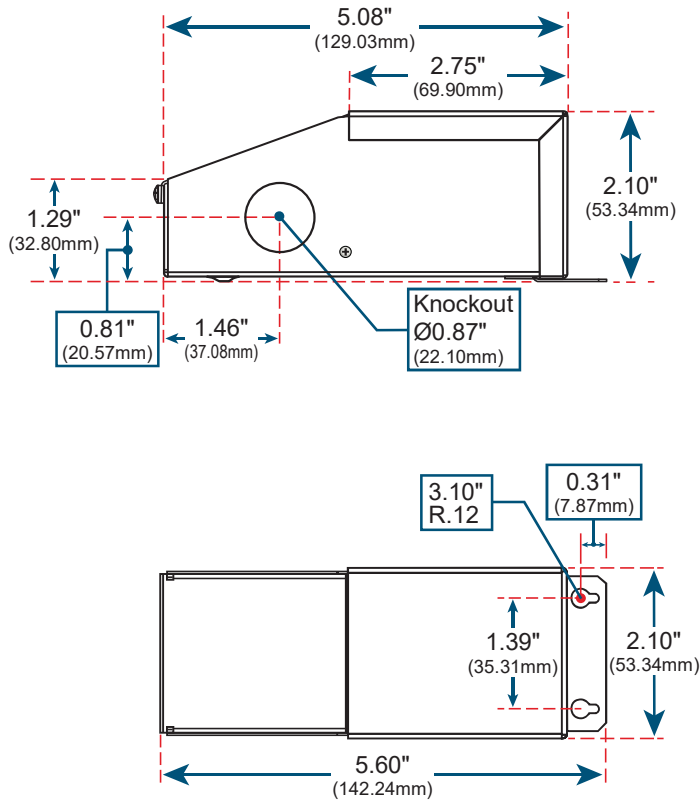 5.08"
(129.03mm)
2.75"
(69.90mm)
2.10"
(53.34mm)
1.29"
(32.80mm)
0.81"
(20.57mm)
1.46"
(37.08mm)
Knockout
Ø0.87"
(22.10mm)
3.10"
R.12
0.31"
(7.87mm)
1.39"
(35.31mm)
2.10"
(53.34mm)
5.60"
(142.24mm)